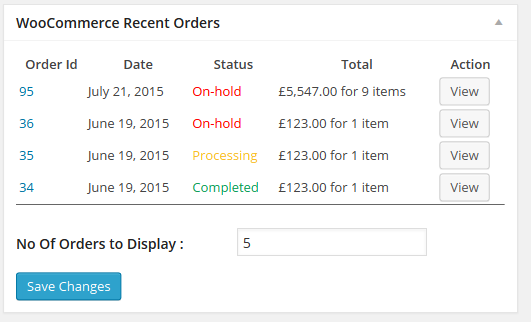 WooCommerce Recent Orders
Order Id Date Status Total Action
95 July 21, 2015 On-hold £5,547.00 for 9 items View
36 June 19, 2015 On-hold £123.00 for 1 item View
35 June 19, 2015 Processing £123.00 for 1 item View
34 June 19, 2015 Completed £123.00 for 1 item View
No Of Orders to Display : 5
Save Changes